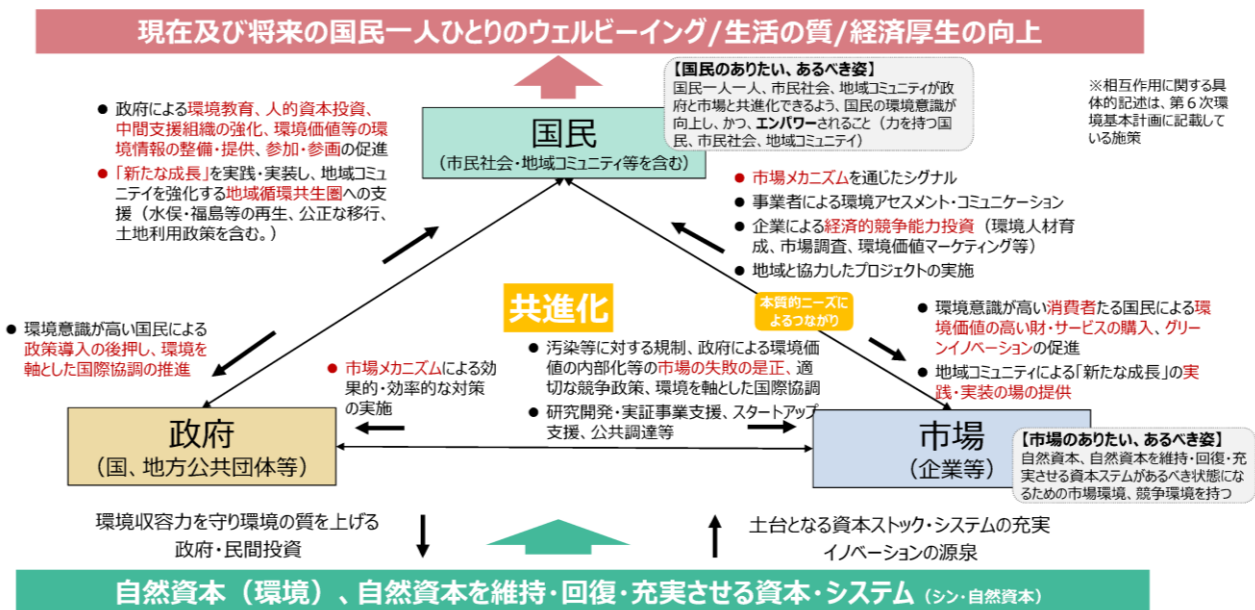 現在及び将来の国民一人ひとりのウェルビーイング/生活の質/経済厚生の向上
【国民のありたい、あるべき姿】
国民一人一人、市民社会、地域コミュニティが政
府と市場と共進化できるよう、国民の環境意識が
向上し、かつ、エンパワーされること（力を持つ国
民、市民社会、地域コミュニテイ）
※相互作用に関する具
体的記述は、第６次環
境基本計画に記載して
いる施策
● 政府による環境教育、人的資本投資、
中間支援組織の強化、環境価値等の環
境情報の整備・提供、参加・参画の促進
● 「新たな成長」を実践・実装し、地域コミュ
ニテイを強化する地域循環共生圏への支
援（水俣・福島等の再生、公正な移行、
土地利用政策を含む。）
国民
（市民社会・地域コミュニティ等を含む）
● 市場メカニズムを通じたシグナル
● 事業者による環境アセスメント・コミュニケーション
● 企業による経済的競争能力投資（環境人材育
成、市場調査、環境価値マーケティング等）
● 地域と協力したプロジェクトの実施
共進化
本質的ニーズに
よるつながり
● 環境意識が高い国民による
政策導入の後押し、環境を
軸とした国際協調の推進
● 市場メカニズムによる効
果的・効率的な対策
の実施
● 汚染等に対する規制、政府による環境価
値の内部化等の市場の失敗の是正、適
切な競争政策、環境を軸とした国際協調
● 研究開発・実証事業支援、スタートアップ
支援、公共調達等
● 環境意識が高い消費者たる国民による環
境価値の高い財・サービスの購入、グリー
ンイノベーションの促進
● 地域コミュニティによる「新たな成長」の実
践・実装の場の提供
政府
（国、地方公共団体等）
市場
（企業等）
【市場のありたい、あるべき姿】
自然資本、自然資本を維持・回復・充
実させる資本ステムがあるべき状態にな
るための市場環境、競争環境を持つ
環境収容力を守り環境の質を上げる
政府・民間投資
土台となる資本ストック・システムの充実
イノベーションの源泉
自然資本（環境）、自然資本を維持・回復・充実させる資本・システム（シン・自然資本）